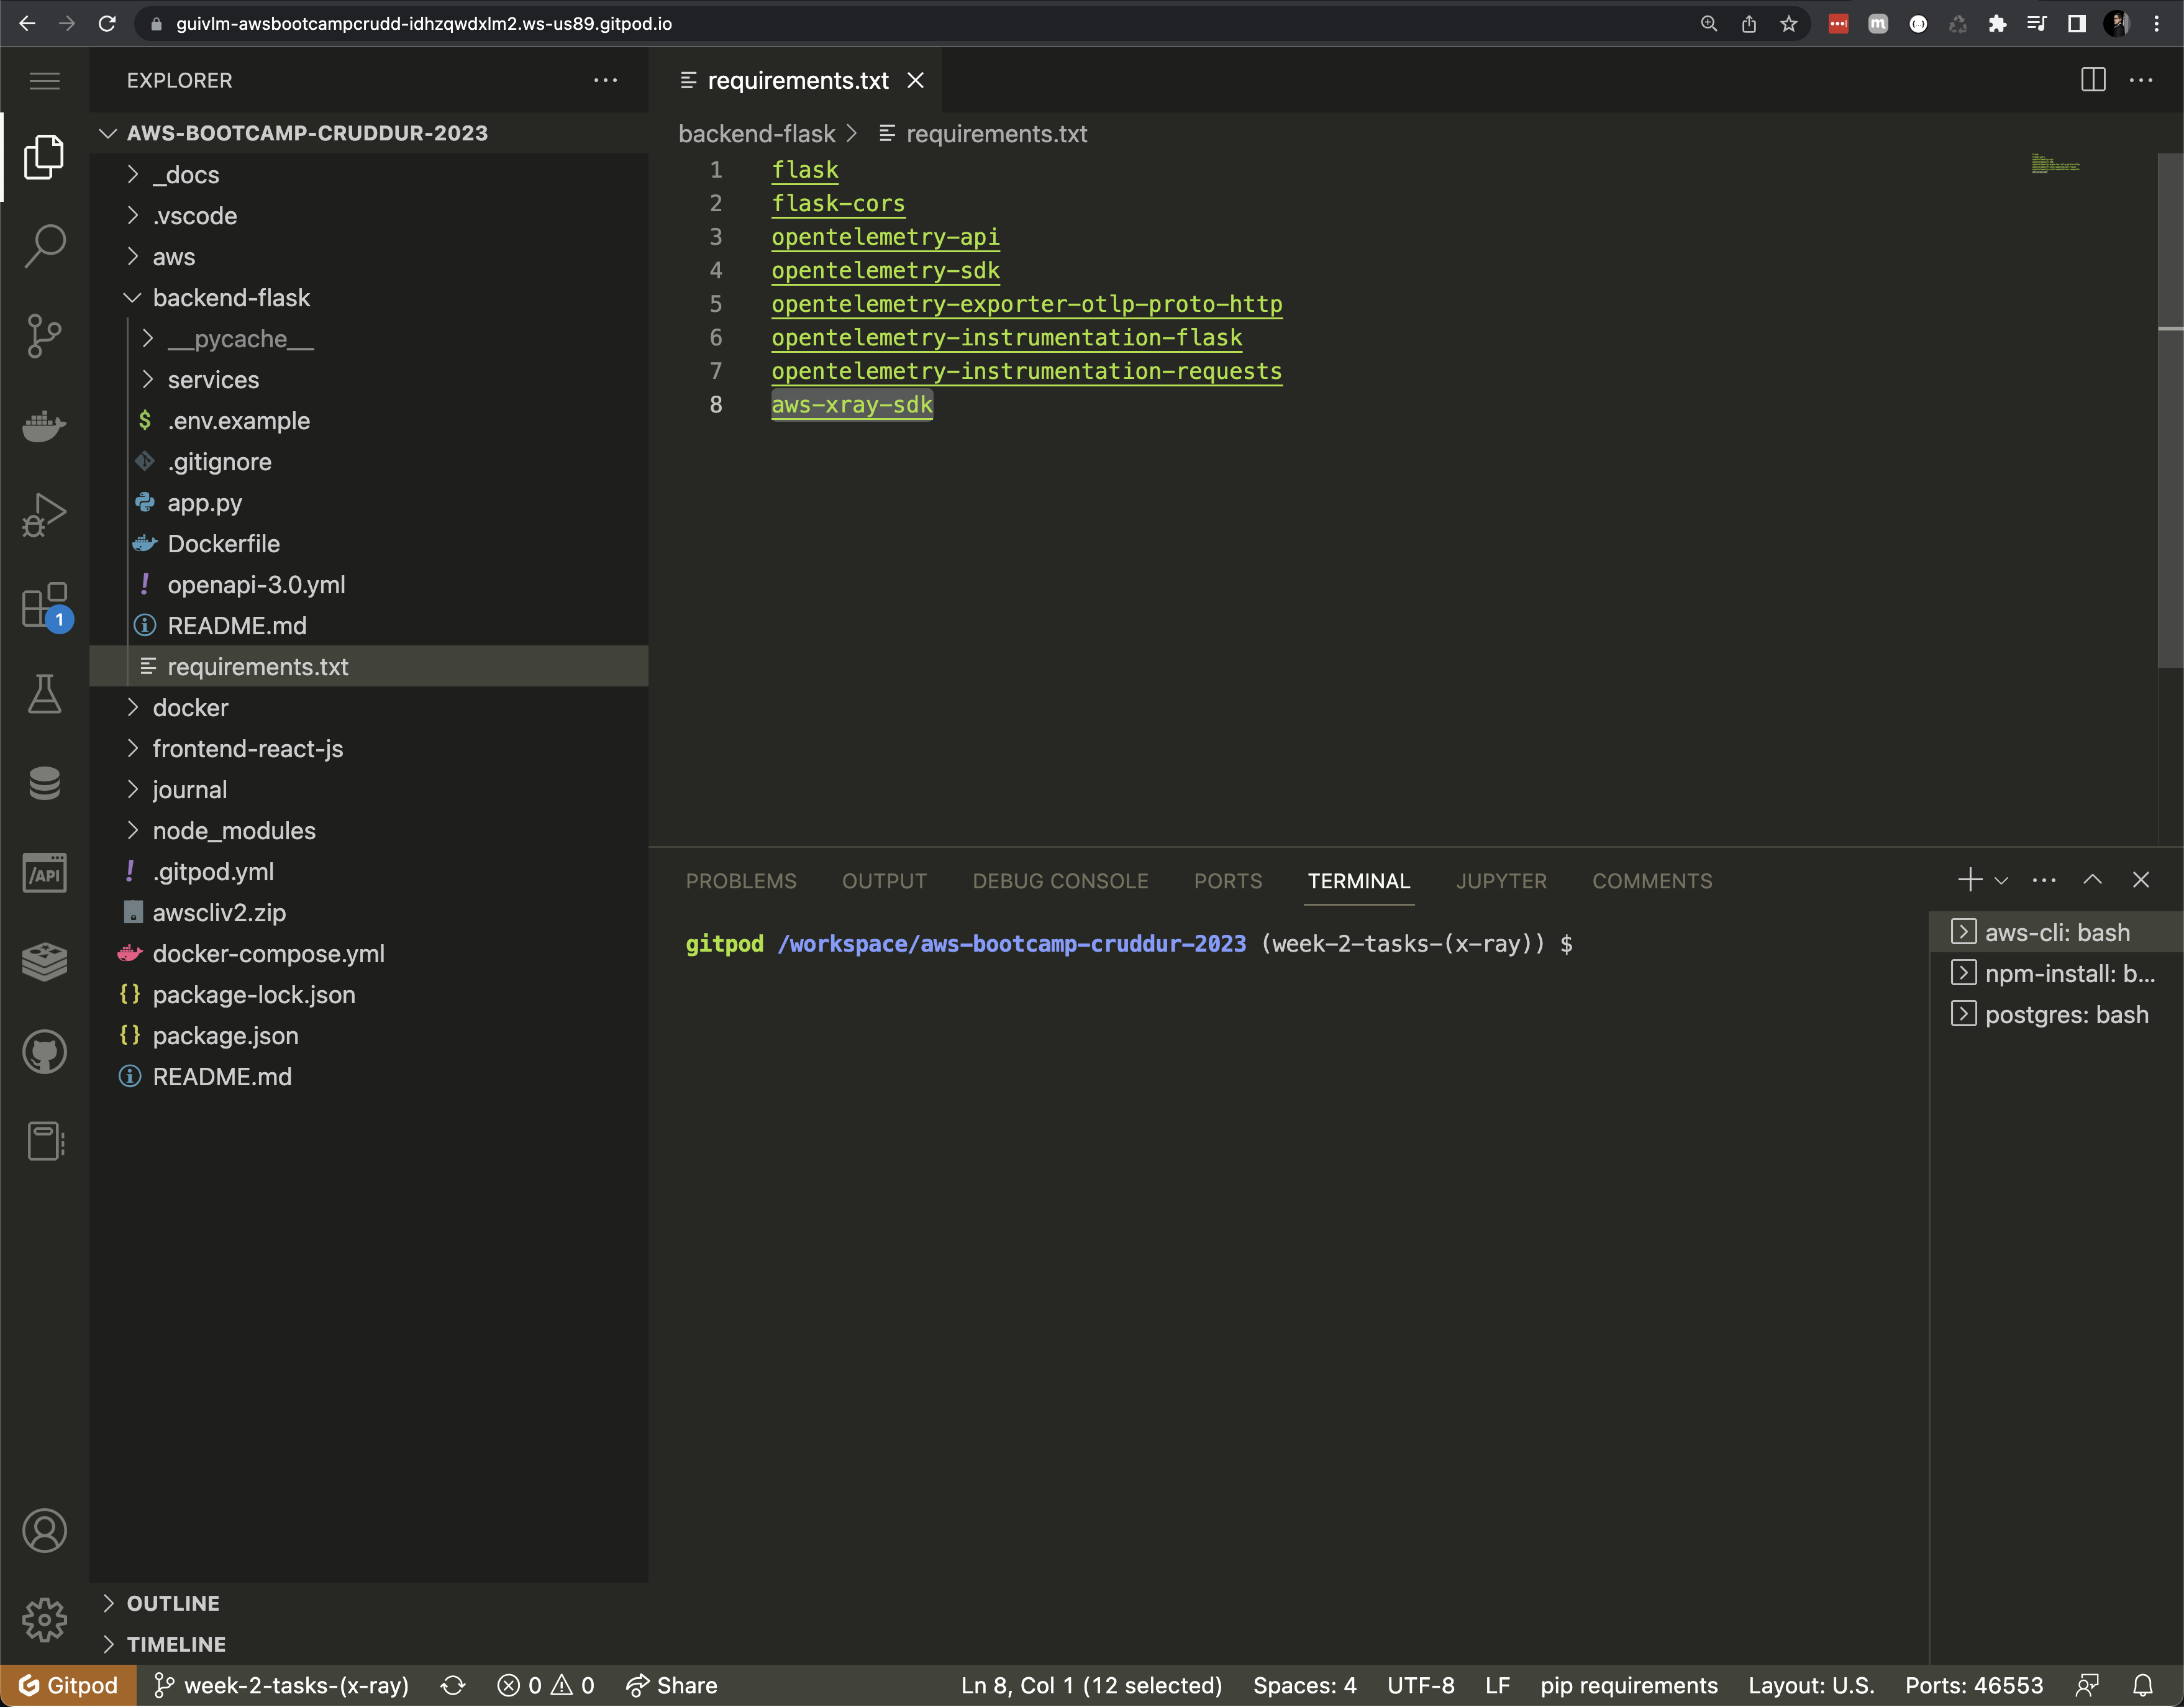 guivlm-awsbootcampcrudd-idhzqwdxlm2.ws-us89.gitpod.io
EXPLORER
AWS-BOOTCAMP-CRUDDUR-2023
_docs
.vscode
aws
backend-flask
__pycache__
services
$ .env.example
.gitignore
app.py
Dockerfile
! openapi-3.0.yml
README.md
requirements.txt
docker
frontend-react-js
journal
node_modules
! .gitpod.yml
awscliv2.zip
docker-compose.yml
{} package-lock.json
{} package.json
README.md
OUTLINE
TIMELINE
1
/API
requirements.txt
backend-flask > requirements.txt
1 flask
2 flask-cors
3 opentelemetry-api
4 opentelemetry-sdk
5 opentelemetry-exporter-otlp-proto-http
6 opentelemetry-instrumentation-flask
7 opentelemetry-instrumentation-requests
8 aws-xray-sdk
PROBLEMS OUTPUT DEBUG CONSOLE PORTS TERMINAL JUPYTER COMMENTS
gitpod /workspace/aws-bootcamp-cruddur-2023 (week-2-tasks-(x-ray)) $
aws-cli: bash
npm-install: b...
postgres: bash
Gitpod week-2-tasks-(x-ray) 0 0 Share Ln 8, Col 1 (12 selected) Spaces: 4 UTF-8 LF pip requirements Layout: U.S. Ports: 46553